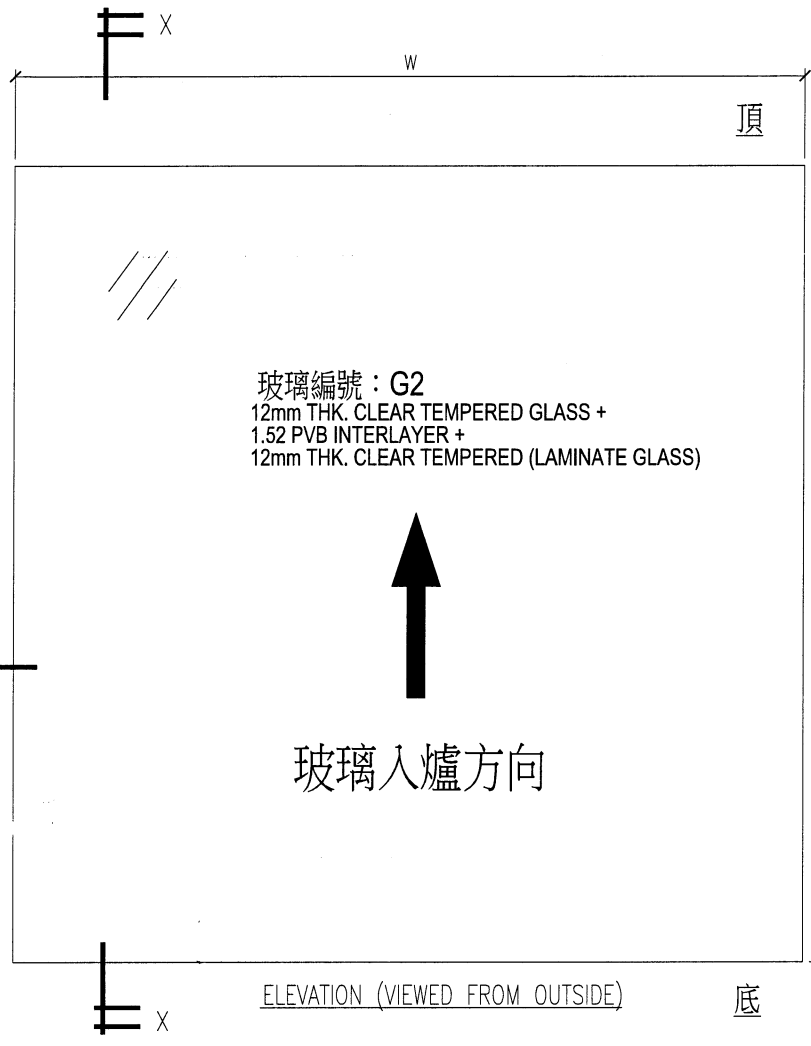 X
W
頂
玻璃編號：G2
12mm THK. CLEAR TEMPERED GLASS +
1.52 PVB INTERLAYER +
12mm THK. CLEAR TEMPERED (LAMINATE GLASS)
玻璃入爐方向
ELEVATION (VIEWED FROM OUTSIDE)
底
X